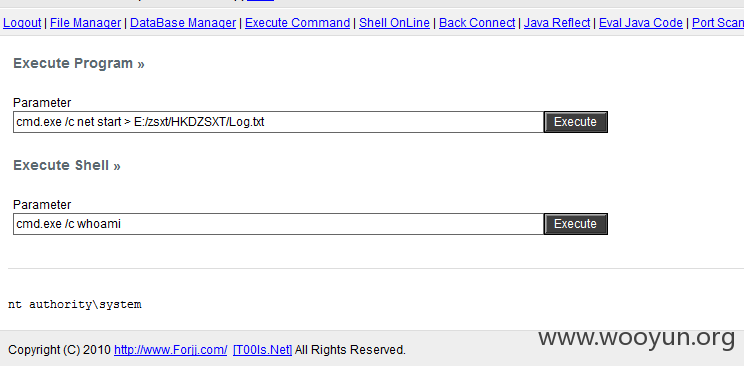 Logout | File Manager | DataBase Manager | Execute Command | Shell OnLine | Back Connect | Java Reflect | Eval Java Code | Port Scan
Execute Program »
Parameter
cmd.exe /c net start > E:/zsxt/HKDZSXT/Log.txt Execute
Execute Shell »
Parameter
cmd.exe /c whoami Execute
nt authority\system
www.wooyun.org
Copyright (C) 2010 http://www.Forjj.com/ [T00ls.Net] All Rights Reserved.